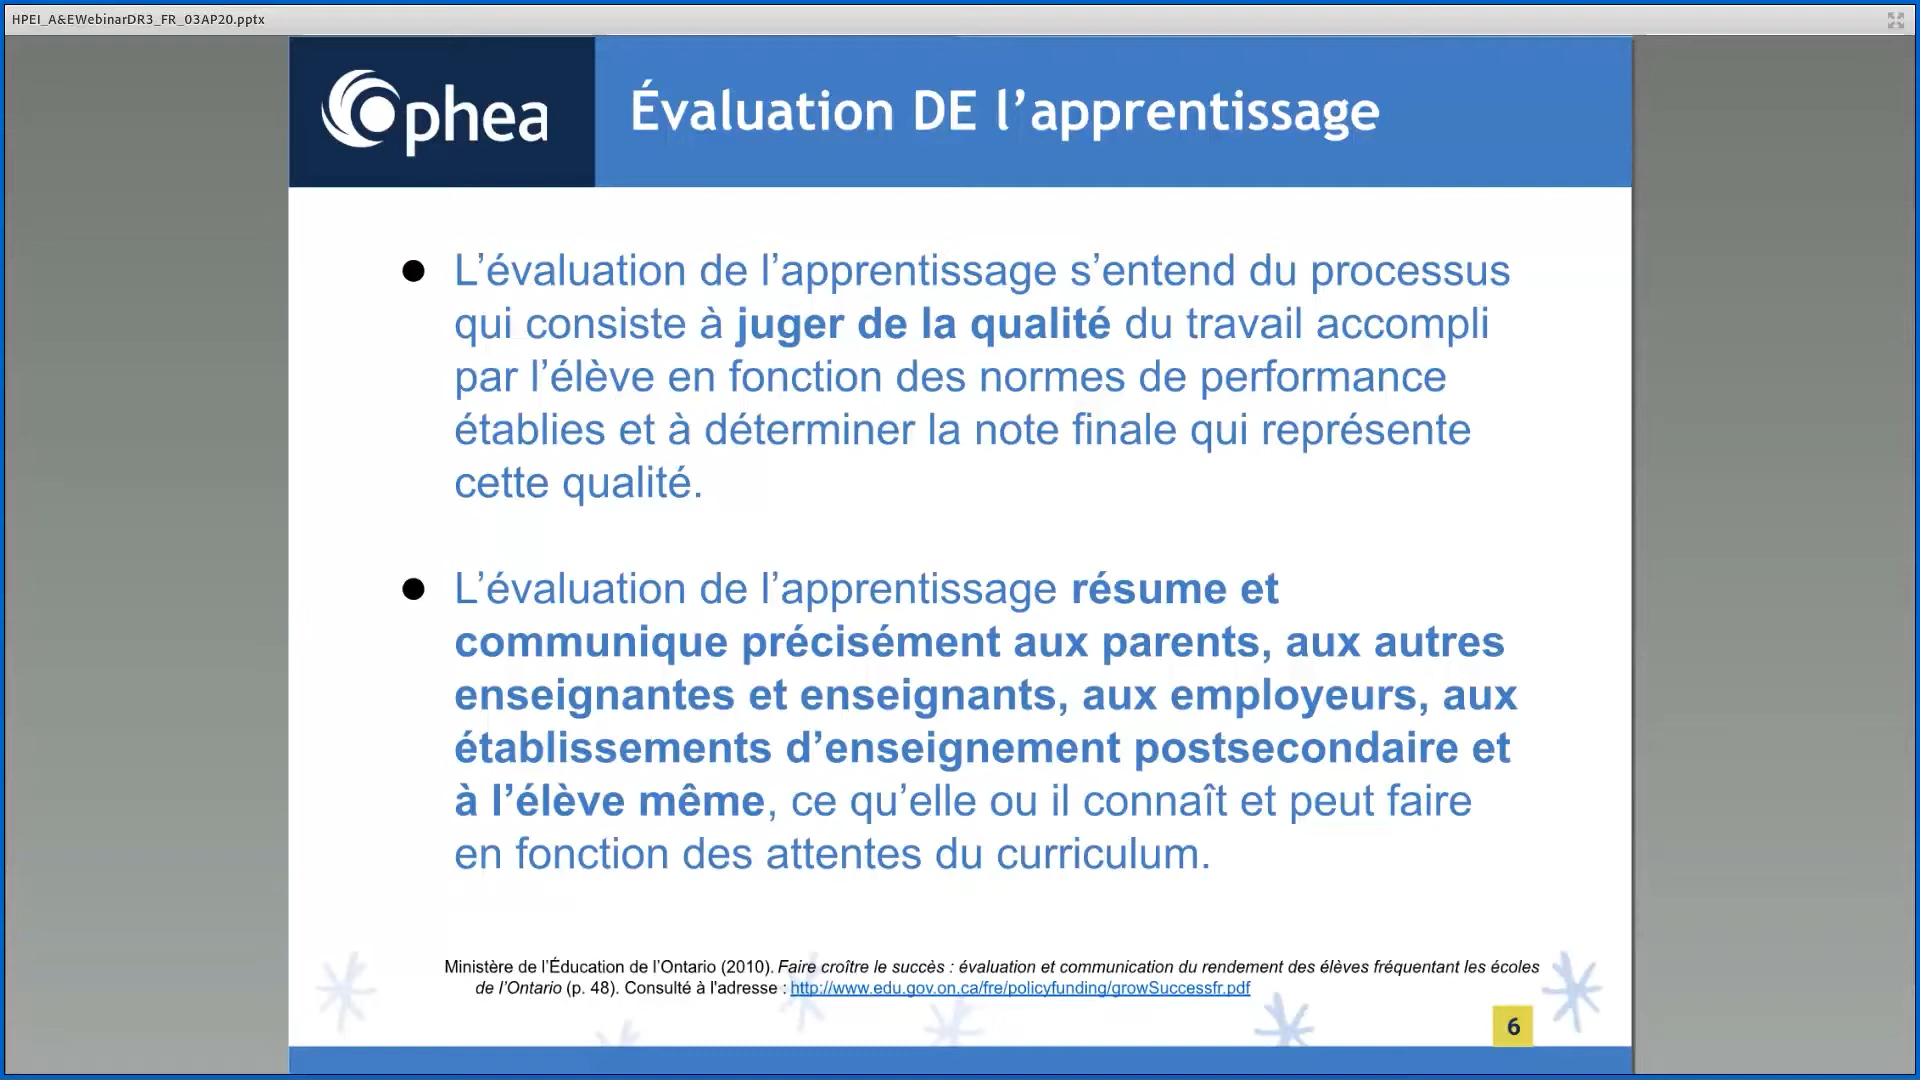 HPEI_A&EWebinarDR3_FR_03AP20.pptx
Ophea
Évaluation DE l’apprentissage
● L’évaluation de l’apprentissage s’entend du processus
qui consiste à juger de la qualité du travail accompli
par l’élève en fonction des normes de performance
établies et à déterminer la note finale qui représente
cette qualité.
● L’évaluation de l’apprentissage résume et
communique précisément aux parents, aux autres
enseignantes et enseignants, aux employeurs, aux
établissements d’enseignement postsecondaire et
à l’élève même, ce qu’elle ou il connaît et peut faire
en fonction des attentes du curriculum.
Ministère de l’Éducation de l’Ontario (2010). Faire croître le succès : évaluation et communication du rendement des élèves fréquentant les écoles
de l’Ontario (p. 48). Consulté à l'adresse : http://www.edu.gov.on.ca/fre/policyfunding/growSuccessfr.pdf
6